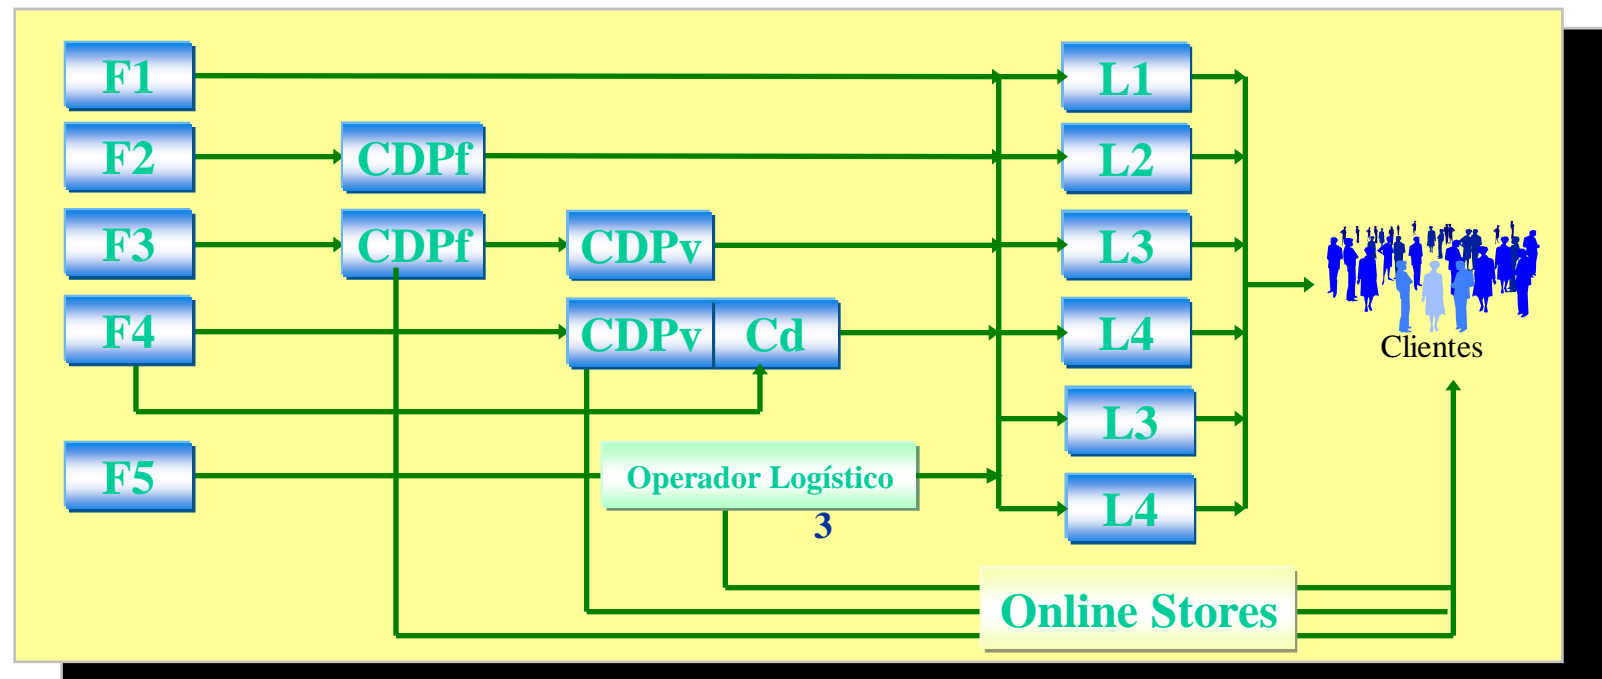 F1
L1
F2
CDPf
L2
F3
CDPf
CDPv
L3
F4
CDPv
Cd
L4
Clientes
L3
F5
Operador Logístico
L4
3
Online Stores